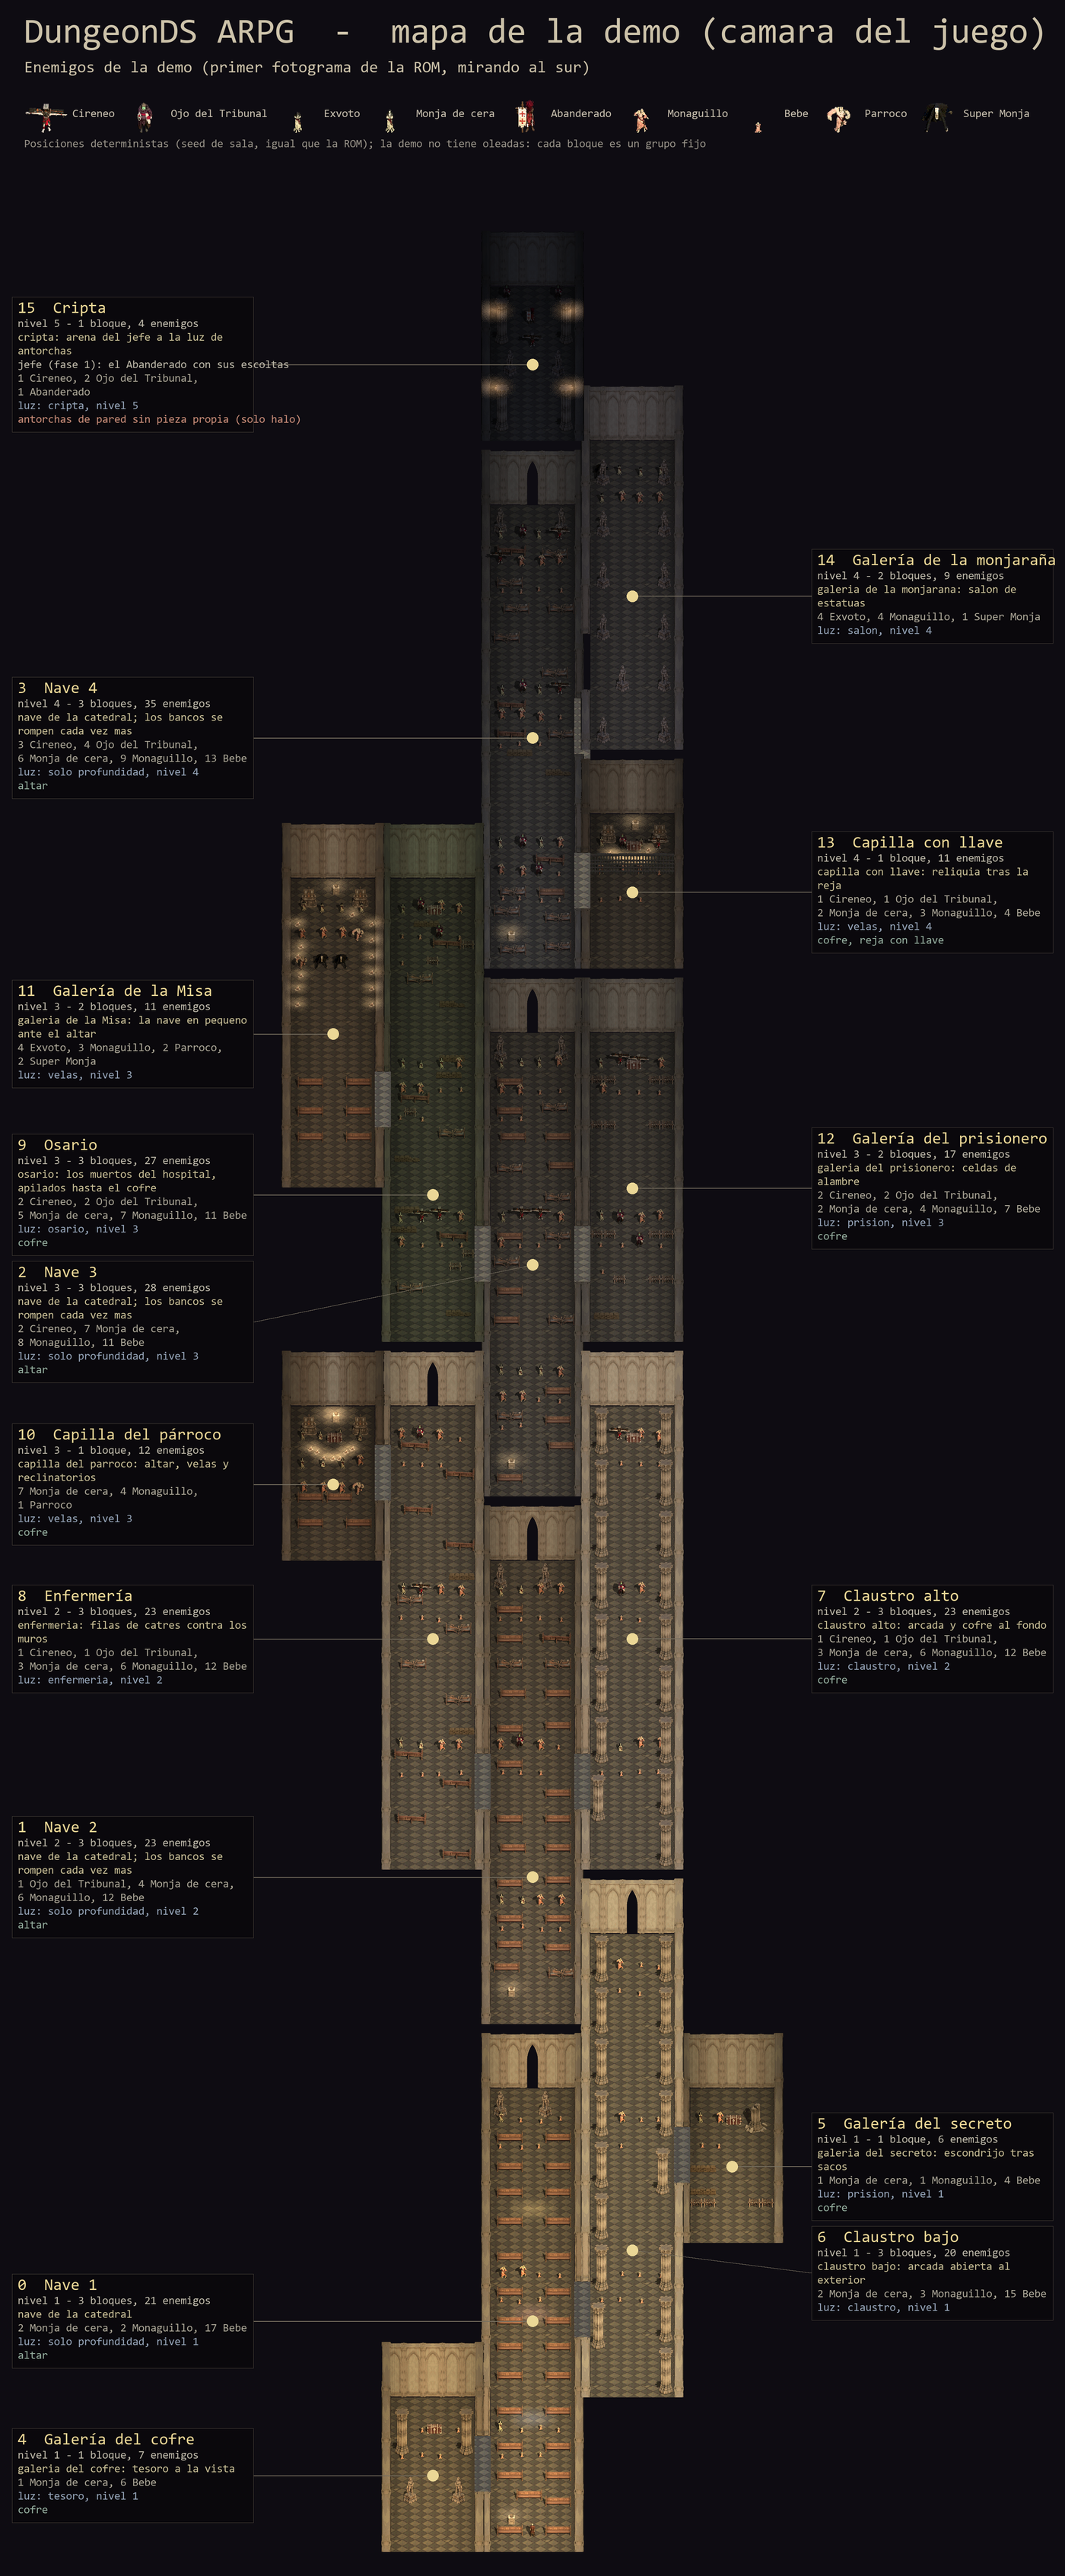 DungeonDS ARPG  -  mapa de la demo (camara del juego)
Enemigos de la demo (primer fotograma de la ROM, mirando al sur)
Cireneo
Ojo del Tribunal
Exvoto
Monja de cera
Abanderado
Monaguillo
Bebe
Parroco
Super Monja
Posiciones deterministas (seed de sala, igual que la ROM); la demo no tiene oleadas: cada bloque es un grupo fijo
15  Cripta
nivel 5 - 1 bloque, 4 enemigos
cripta: arena del jefe a la luz de
antorchas
jefe (fase 1): el Abanderado con sus escoltas
1 Cireneo, 2 Ojo del Tribunal,
1 Abanderado
luz: cripta, nivel 5
antorchas de pared sin pieza propia (solo halo)
14  Galería de la monjaraña
nivel 4 - 2 bloques, 9 enemigos
galeria de la monjarana: salon de
estatuas
4 Exvoto, 4 Monaguillo, 1 Super Monja
luz: salon, nivel 4
3  Nave 4
nivel 4 - 3 bloques, 35 enemigos
nave de la catedral; los bancos se
rompen cada vez mas
3 Cireneo, 4 Ojo del Tribunal,
6 Monja de cera, 9 Monaguillo, 13 Bebe
luz: solo profundidad, nivel 4
altar
13  Capilla con llave
nivel 4 - 1 bloque, 11 enemigos
capilla con llave: reliquia tras la
reja
1 Cireneo, 1 Ojo del Tribunal,
2 Monja de cera, 3 Monaguillo, 4 Bebe
luz: velas, nivel 4
cofre, reja con llave
11  Galería de la Misa
nivel 3 - 2 bloques, 11 enemigos
galeria de la Misa: la nave en pequeno
ante el altar
4 Exvoto, 3 Monaguillo, 2 Parroco,
2 Super Monja
luz: velas, nivel 3
9  Osario
nivel 3 - 3 bloques, 27 enemigos
osario: los muertos del hospital,
apilados hasta el cofre
2 Cireneo, 2 Ojo del Tribunal,
5 Monja de cera, 7 Monaguillo, 11 Bebe
luz: osario, nivel 3
cofre
12  Galería del prisionero
nivel 3 - 2 bloques, 17 enemigos
galeria del prisionero: celdas de
alambre
2 Cireneo, 2 Ojo del Tribunal,
2 Monja de cera, 4 Monaguillo, 7 Bebe
luz: prision, nivel 3
cofre
2  Nave 3
nivel 3 - 3 bloques, 28 enemigos
nave de la catedral; los bancos se
rompen cada vez mas
2 Cireneo, 7 Monja de cera,
8 Monaguillo, 11 Bebe
luz: solo profundidad, nivel 3
altar
10  Capilla del párroco
nivel 3 - 1 bloque, 12 enemigos
capilla del parroco: altar, velas y
reclinatorios
7 Monja de cera, 4 Monaguillo,
1 Parroco
luz: velas, nivel 3
cofre
8  Enfermería
nivel 2 - 3 bloques, 23 enemigos
enfermeria: filas de catres contra los
muros
1 Cireneo, 1 Ojo del Tribunal,
3 Monja de cera, 6 Monaguillo, 12 Bebe
luz: enfermeria, nivel 2
7  Claustro alto
nivel 2 - 3 bloques, 23 enemigos
claustro alto: arcada y cofre al fondo
1 Cireneo, 1 Ojo del Tribunal,
3 Monja de cera, 6 Monaguillo, 12 Bebe
luz: claustro, nivel 2
cofre
1  Nave 2
nivel 2 - 3 bloques, 23 enemigos
nave de la catedral; los bancos se
rompen cada vez mas
1 Ojo del Tribunal, 4 Monja de cera,
6 Monaguillo, 12 Bebe
luz: solo profundidad, nivel 2
altar
5  Galería del secreto
nivel 1 - 1 bloque, 6 enemigos
galeria del secreto: escondrijo tras
sacos
1 Monja de cera, 1 Monaguillo, 4 Bebe
luz: prision, nivel 1
cofre
6  Claustro bajo
nivel 1 - 3 bloques, 20 enemigos
claustro bajo: arcada abierta al
exterior
2 Monja de cera, 3 Monaguillo, 15 Bebe
luz: claustro, nivel 1
0  Nave 1
nivel 1 - 3 bloques, 21 enemigos
nave de la catedral
2 Monja de cera, 2 Monaguillo, 17 Bebe
luz: solo profundidad, nivel 1
altar
4  Galería del cofre
nivel 1 - 1 bloque, 7 enemigos
galeria del cofre: tesoro a la vista
1 Monja de cera, 6 Bebe
luz: tesoro, nivel 1
cofre